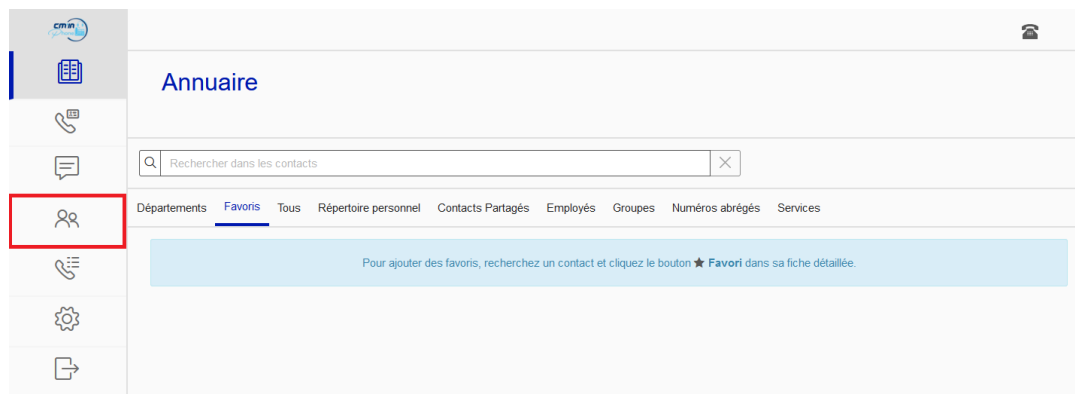 cmin
Annuaire
Rechercher dans les contacts
Départements Favoris Tous Répertoire personnel Contacts Partagés Employés Groupes Numéros abrégés Services
Pour ajouter des favoris, recherchez un contact et cliquez le bouton ★ Favori dans sa fiche détaillée.